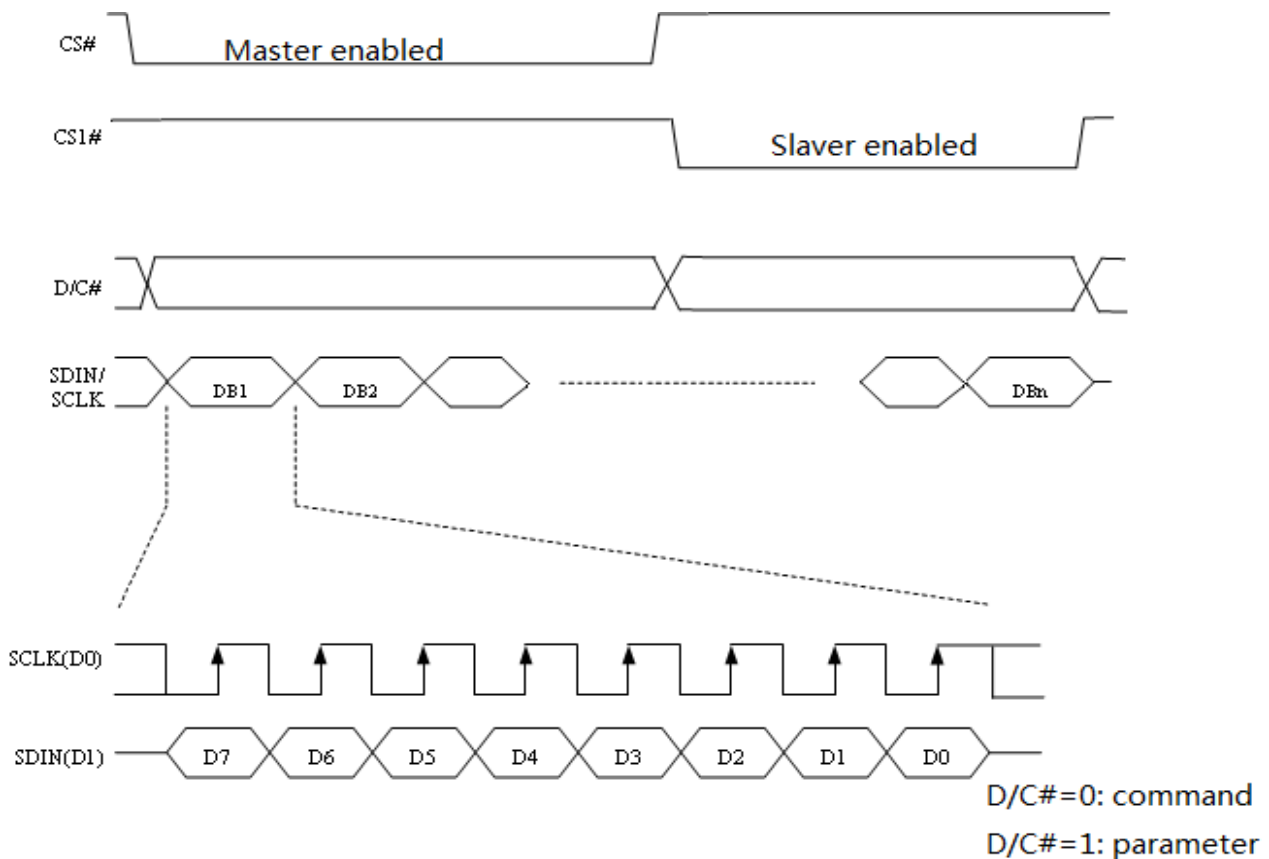 CS#
Master enabled
CS1#
Slaver enabled
D/C#
SDIN/
SCLK
DB1 DB2 DBn
SCLK(D0)
SDIN(D1)
D7 D6 D5 D4 D3 D2 D1 D0
D/C#=0: command
D/C#=1: parameter